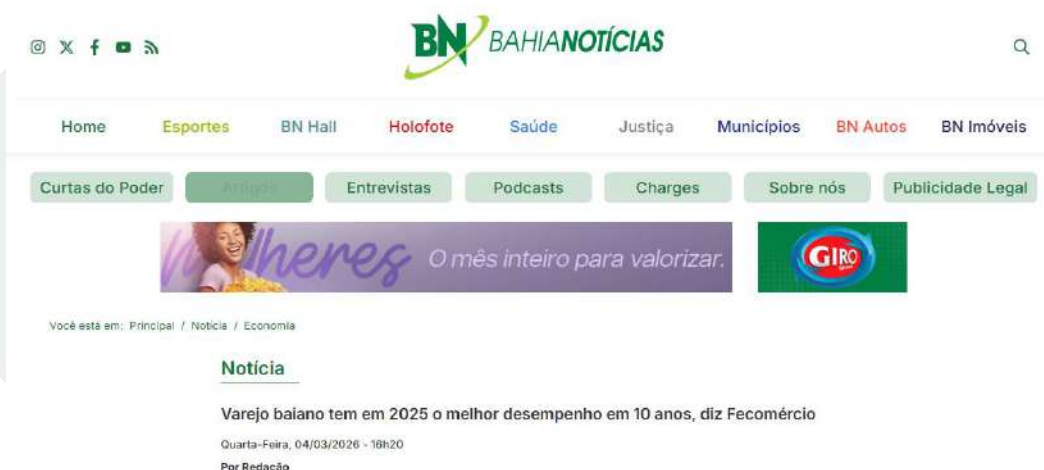 BN BAHIANOTÍCIAS
Home Esportes BN Hall Holofote Saúde Justiça Municípios BN Autos BN Imóveis
Curtas do Poder Artigos Entrevistas Podcasts Charges Sobre nós Publicidade Legal
Mulheres O mês inteiro para valorizar. GIRO
Você está em: Principal / Notícia / Economia
Notícia
Varejo baiano tem em 2025 o melhor desempenho em 10 anos, diz Fecomércio
Quarta-Feira, 04/03/2026 - 16h20
Por Redação